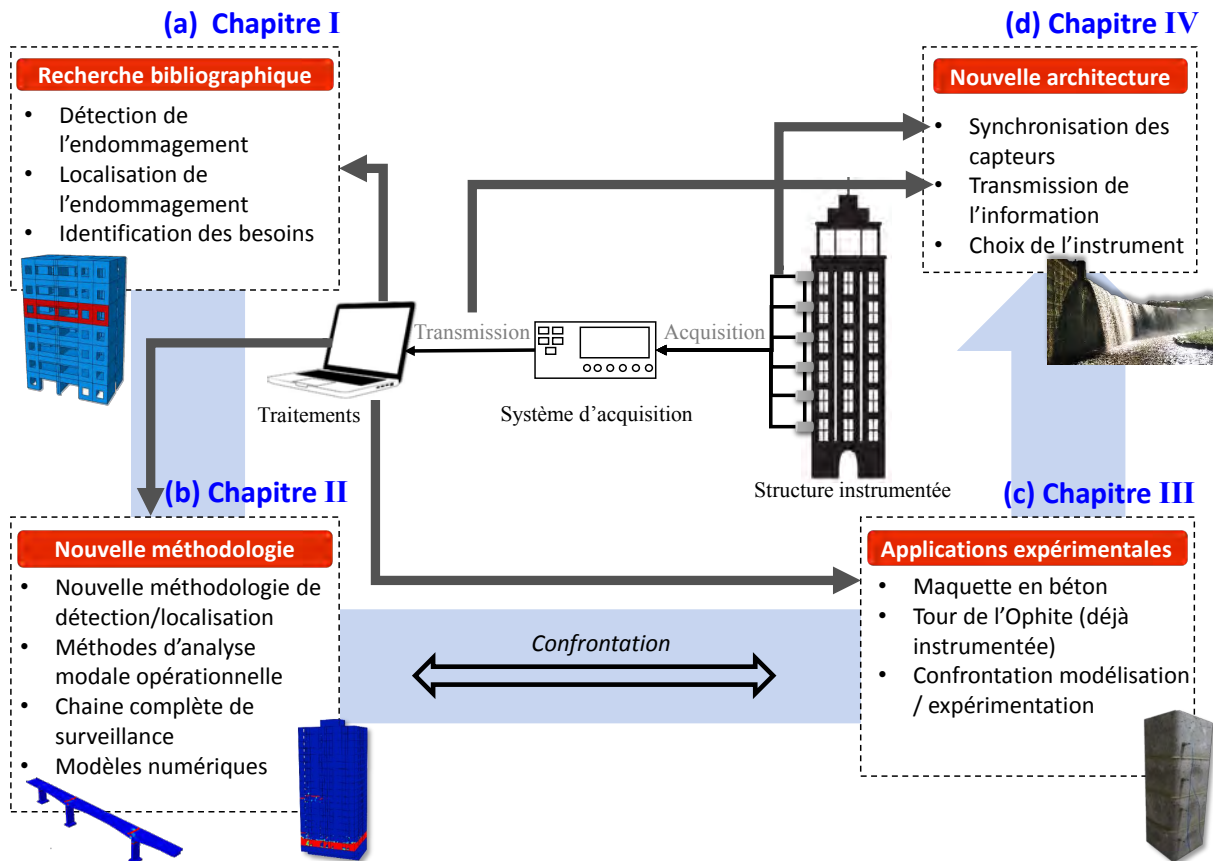 (a) Chapitre I
Recherche bibliographique
• Détection de
l'endommagement
• Localisation de
l'endommagement
• Identification des besoins
(d) Chapitre IV
Nouvelle architecture
• Synchronisation des
capteurs
• Transmission de
l'information
• Choix de l'instrument
Transmission
Acquisition
Traitements
Système d'acquisition
Structure instrumentée
(b) Chapitre II
Nouvelle méthodologie
• Nouvelle méthodologie de
détection/localisation
• Méthodes d'analyse
modale opérationnelle
• Chaine complète de
surveillance
• Modèles numériques
Confrontation
(c) Chapitre III
Applications expérimentales
• Maquette en béton
• Tour de l'Ophite (déjà
instrumentée)
• Confrontation modélisation
/ expérimentation